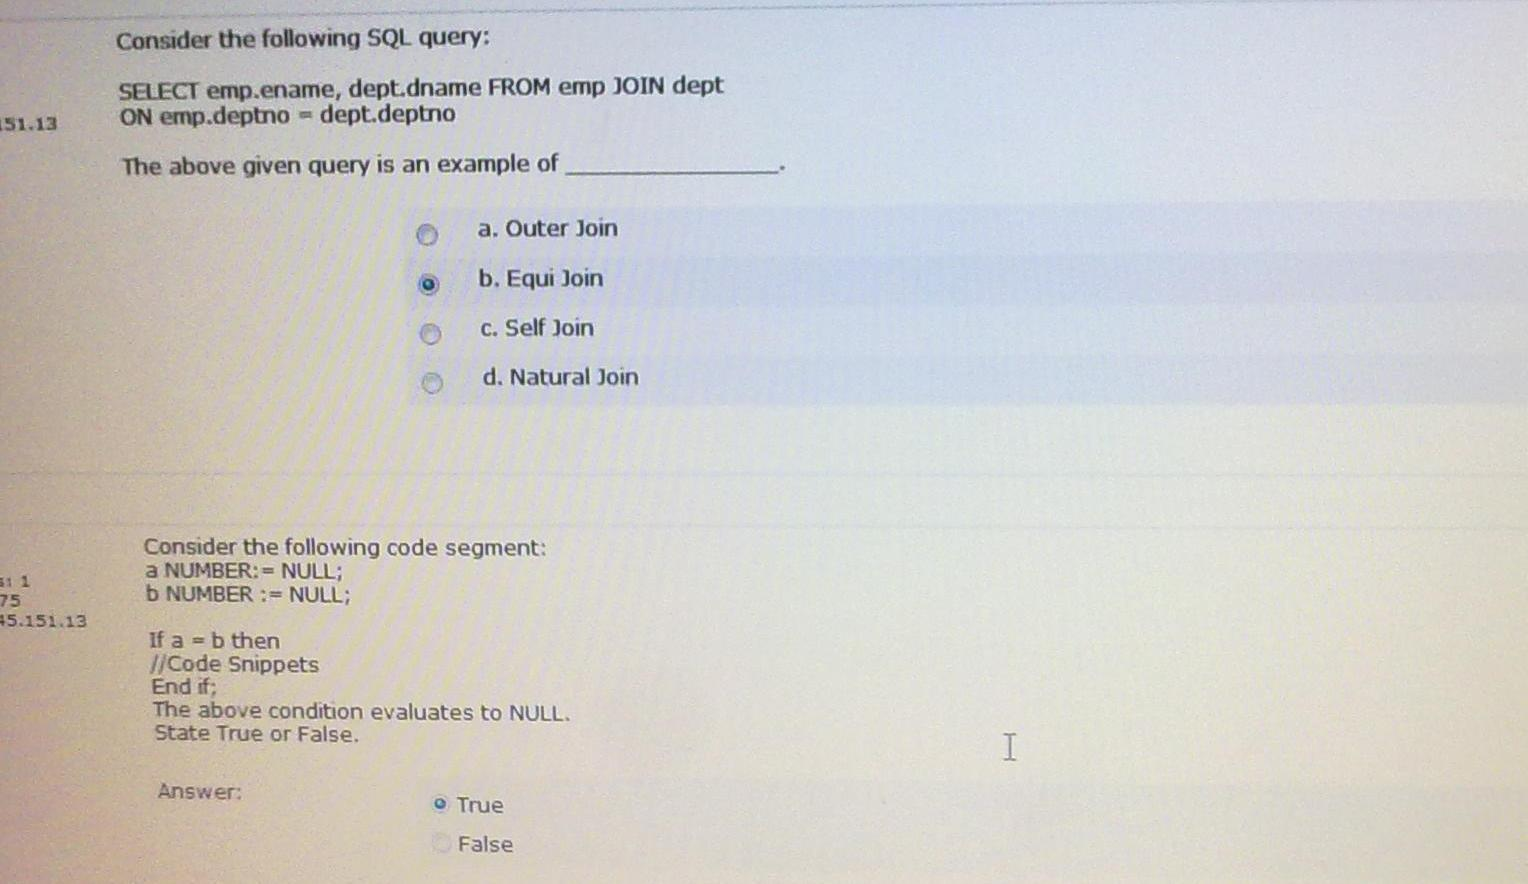 Consider the following SQL query:
SELECT emp.ename, dept.dname FROM emp JOIN dept
ON emp.deptno = dept.deptno
151.13
The above given query is an example of ______________.
a. Outer Join
b. Equi Join
c. Self Join
d. Natural Join
Consider the following code segment:
a NUMBER:= NULL;
1
b NUMBER := NULL;
75
45.151.13
If a = b then
//Code Snippets
End if;
The above condition evaluates to NULL.
State True or False.
Answer:
True
False